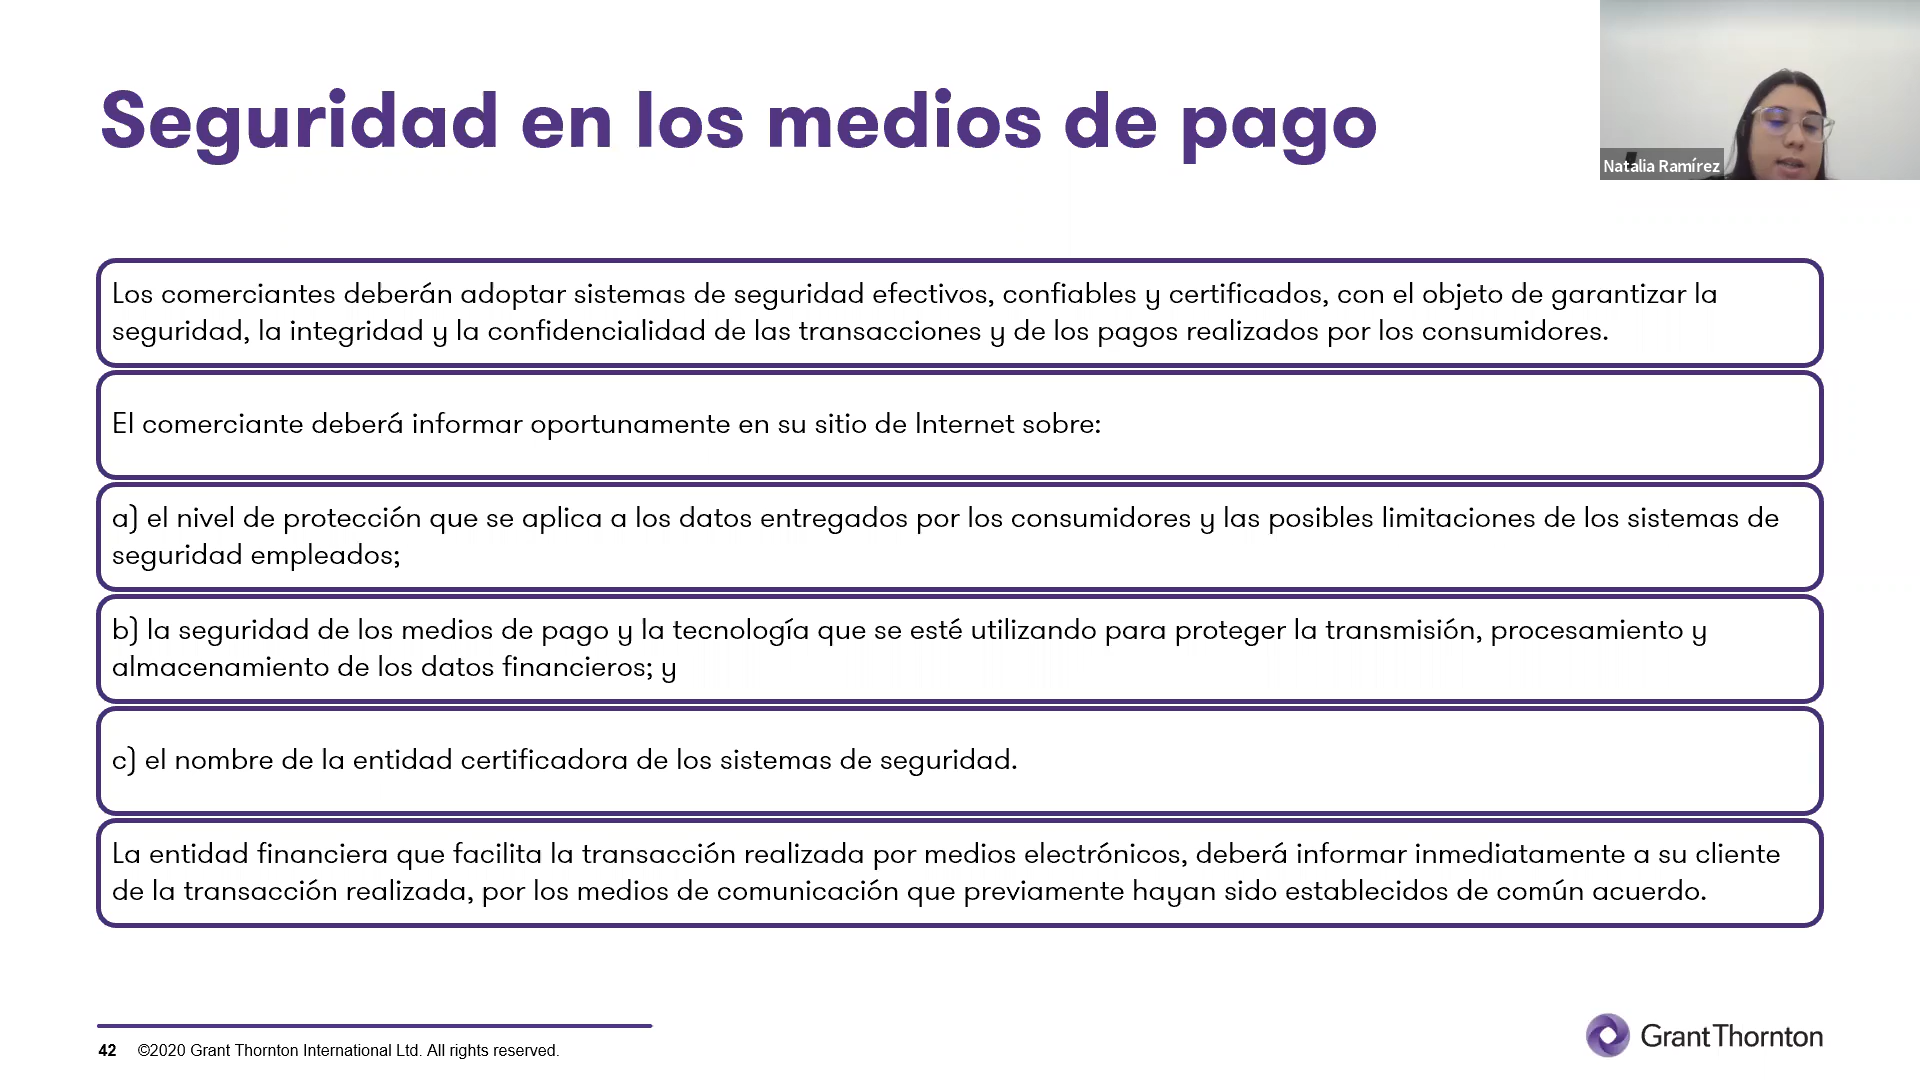 Seguridad en los medios de pago
Natalia Ramírez
Los comerciantes deberán adoptar sistemas de seguridad efectivos, confiables y certificados, con el objeto de garantizar la
seguridad, la integridad y la confidencialidad de las transacciones y de los pagos realizados por los consumidores.
El comerciante deberá informar oportunamente en su sitio de Internet sobre:
a) el nivel de protección que se aplica a los datos entregados por los consumidores y las posibles limitaciones de los sistemas de
seguridad empleados;
b) la seguridad de los medios de pago y la tecnología que se esté utilizando para proteger la transmisión, procesamiento y
almacenamiento de los datos financieros; y
c) el nombre de la entidad certificadora de los sistemas de seguridad.
La entidad financiera que facilita la transacción realizada por medios electrónicos, deberá informar inmediatamente a su cliente
de la transacción realizada, por los medios de comunicación que previamente hayan sido establecidos de común acuerdo.
42 ©2020 Grant Thornton International Ltd. All rights reserved.
Grant Thornton